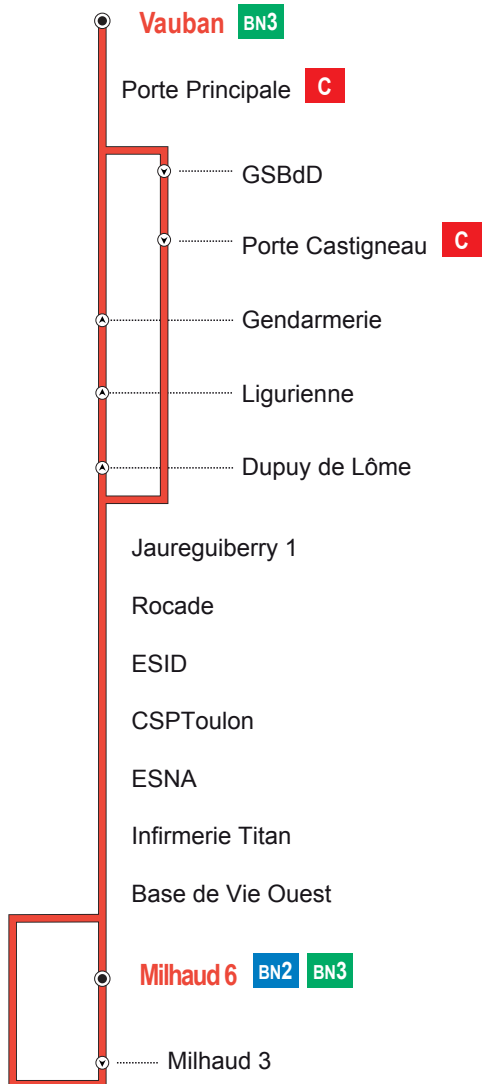 Vauban BN3
Porte Principale C
GSBdD
Porte Castigneau C
Gendarmerie
Ligurienne
Dupuy de Lôme
Jaureguiberry 1
Rocade
ESID
CSPToulon
ESNA
Infirmerie Titan
Base de Vie Ouest
Milhaud 6 BN2 BN3
Milhaud 3